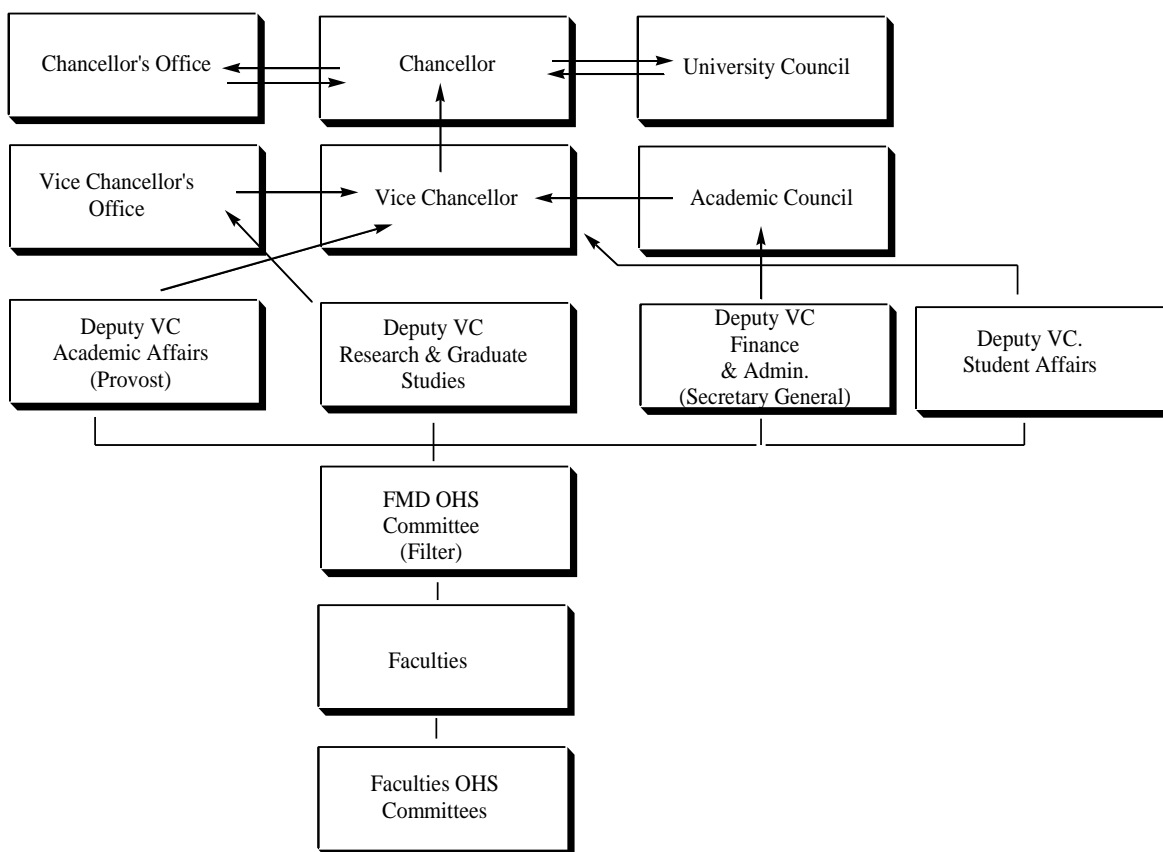 Chancellor's Office
Chancellor
University Council
Vice Chancellor's
Office
Vice Chancellor
Academic Council
Deputy VC
Academic Affairs
(Provost)
Deputy VC
Research & Graduate
Studies
Deputy VC
Finance
& Admin.
(Secretary General)
Deputy VC.
Student Affairs
FMD OHS
Committee
(Filter)
Faculties
Faculties OHS
Committees